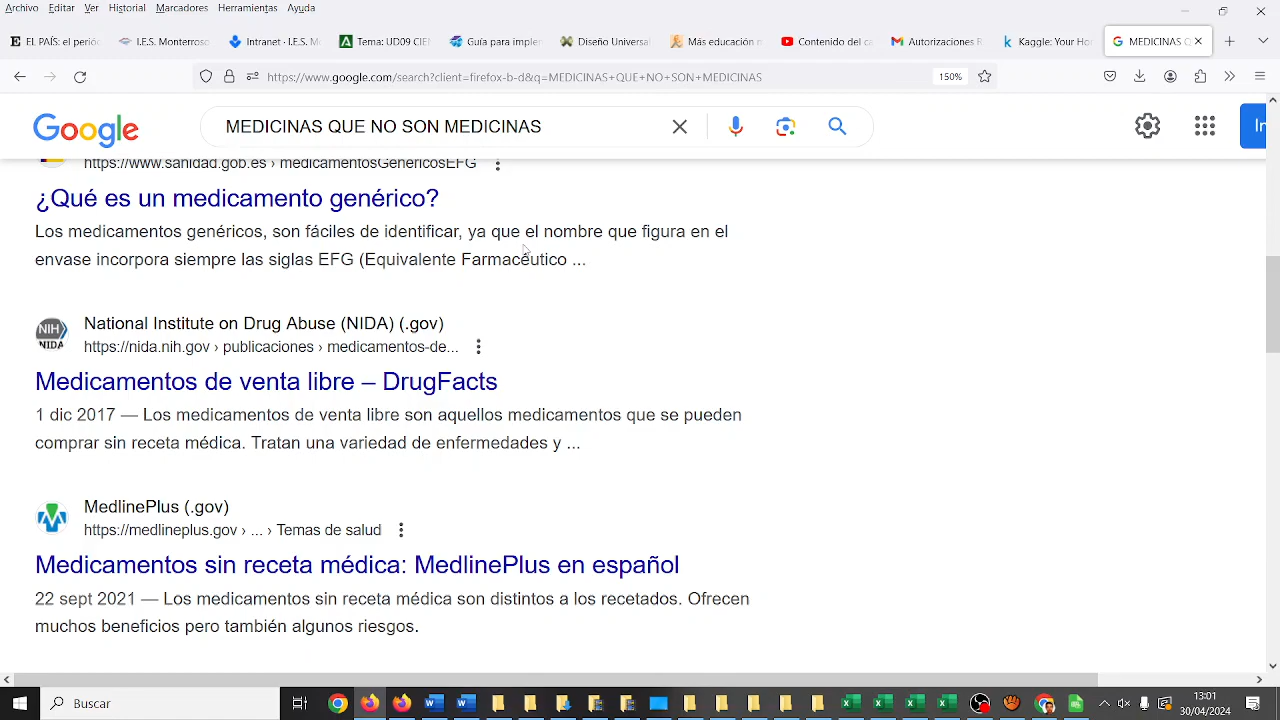 Archivo Editar Ver Historial Marcadores Herramientas Ayuda
EL PAÍS: el periód I.E.S. Monterroso Intranet - I.E.S. Mo Tema: UD09 CIEN Guía para implem Diseño Universal Más educación Contenido del ca Autorizaciones Kaggle: Your Ho MEDICINAS Q
https://www.google.com/search?client=firefox-b-d&q=MEDICINAS+QUE+NO+SON+MEDICINAS 150%
Google MEDICINAS QUE NO SON MEDICINAS In
https://www.sanidad.gob.es › medicamentosGenericosEFG
¿Qué es un medicamento genérico?
Los medicamentos genéricos, son fáciles de identificar, ya que el nombre que figura en el
envase incorpora siempre las siglas EFG (Equivalente Farmacéutico ...
NIH National Institute on Drug Abuse (NIDA) (.gov)
NIDA https://nida.nih.gov › publicaciones › medicamentos-de...
Medicamentos de venta libre – DrugFacts
1 dic 2017 — Los medicamentos de venta libre son aquellos medicamentos que se pueden
comprar sin receta médica. Tratan una variedad de enfermedades y ...
MedlinePlus (.gov)
https://medlineplus.gov › ... › Temas de salud
Medicamentos sin receta médica: MedlinePlus en español
22 sept 2021 — Los medicamentos sin receta médica son distintos a los recetados. Ofrecen
muchos beneficios pero también algunos riesgos.
Buscar
13:01
30/04/2024